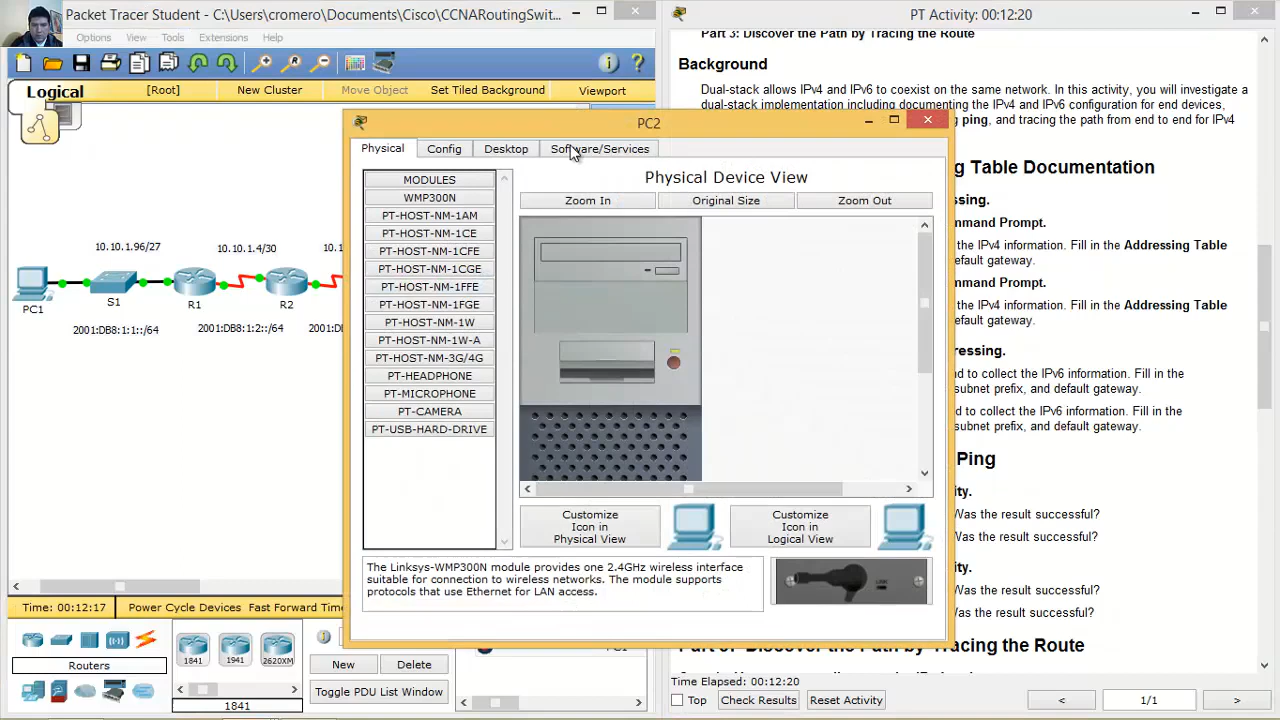 Packet Tracer Student - C:\Users\cromero\Documents\Cisco\CCNARoutingSwit...
Options View Tools Extensions Help
Logical [Root] New Cluster Move Object Set Tiled Background Viewport
10.10.1.96/27
10.10.1.4/30
10.1
PC1
S1
R1
R2
2001:DB8:1:1::/64
2001:DB8:1:2::/64
2001:DB
PC2
Physical Config Desktop Software/Services
MODULES
WMP300N
PT-HOST-NM-1AM
PT-HOST-NM-1CE
PT-HOST-NM-1CFE
PT-HOST-NM-1CGE
PT-HOST-NM-1FFE
PT-HOST-NM-1FGE
PT-HOST-NM-1W
PT-HOST-NM-1W-A
PT-HOST-NM-3G/4G
PT-HEADPHONE
PT-MICROPHONE
PT-CAMERA
PT-USB-HARD-DRIVE
Physical Device View
Zoom In Original Size Zoom Out
Customize
Icon in
Physical View
Customize
Icon in
Logical View
The Linksys-WMP300N module provides one 2.4GHz wireless interface
suitable for connection to wireless networks. The module supports
protocols that use Ethernet for LAN access.
Time: 00:12:17 Power Cycle Devices Fast Forward Time
Routers
1841 1941 2620XM
1841
New Delete
Toggle PDU List Window
PT Activity: 00:12:20
Part 3: Discover the Path by Tracing the Route
Background
Dual-stack allows IPv4 and IPv6 to coexist on the same network. In this activity, you will investigate a
dual-stack implementation including documenting the IPv4 and IPv6 configuration for end devices,
ping, and tracing the path from end to end for IPv4
ng Table Documentation
ssing.
mmand Prompt.
the IPv4 information. Fill in the Addressing Table
efault gateway.
mmand Prompt.
the IPv4 information. Fill in the Addressing Table
efault gateway.
ressing.
nd to collect the IPv6 information. Fill in the
subnet prefix, and default gateway.
nd to collect the IPv6 information. Fill in the
subnet prefix, and default gateway.
Ping
ity.
Was the result successful?
Was the result successful?
ity.
Was the result successful?
Was the result successful?
Part 3: Discover the Path by Tracing the Route
Time Elapsed: 00:12:20
Top Check Results Reset Activity < 1/1 >